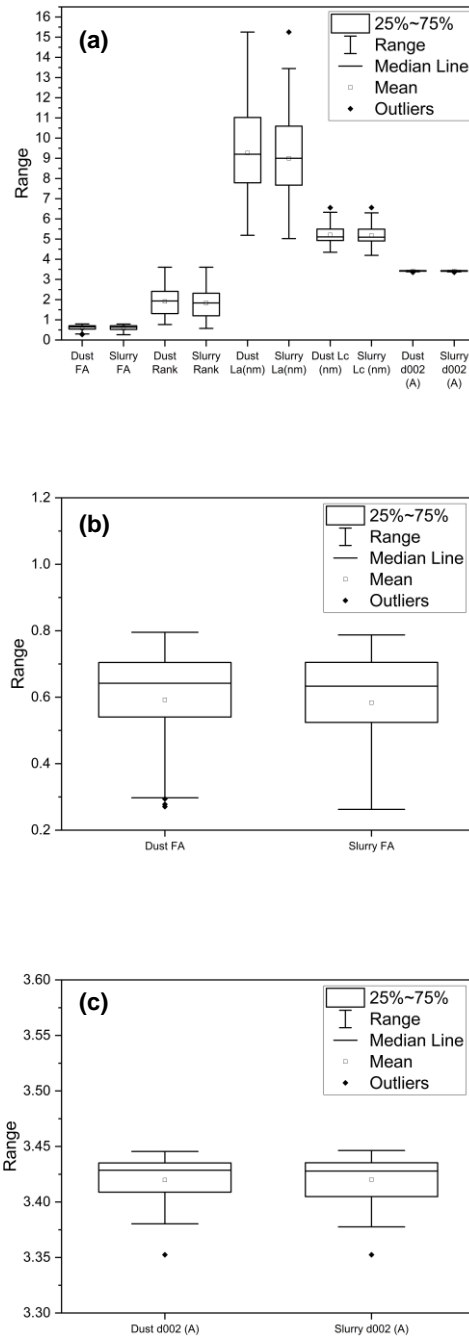 (a)
25%~75%
Range
Median Line
Mean
Outliers
16
15
14
13
12
11
10
9
8
7
6
5
4
3
2
1
0
Range
Dust FA
Slurry FA
Dust Rank
Slurry Rank
Dust La(nm)
Slurry La(nm)
Dust Lc (nm)
Slurry Lc (nm)
Dust d002 (A)
Slurry d002 (A)
(b)
25%~75%
Range
Median Line
Mean
Outliers
1.2
1.0
0.8
0.6
0.4
0.2
Range
Dust FA
Slurry FA
(c)
25%~75%
Range
Median Line
Mean
Outliers
3.60
3.55
3.50
3.45
3.40
3.35
3.30
Range
Dust d002 (A)
Slurry d002 (A)